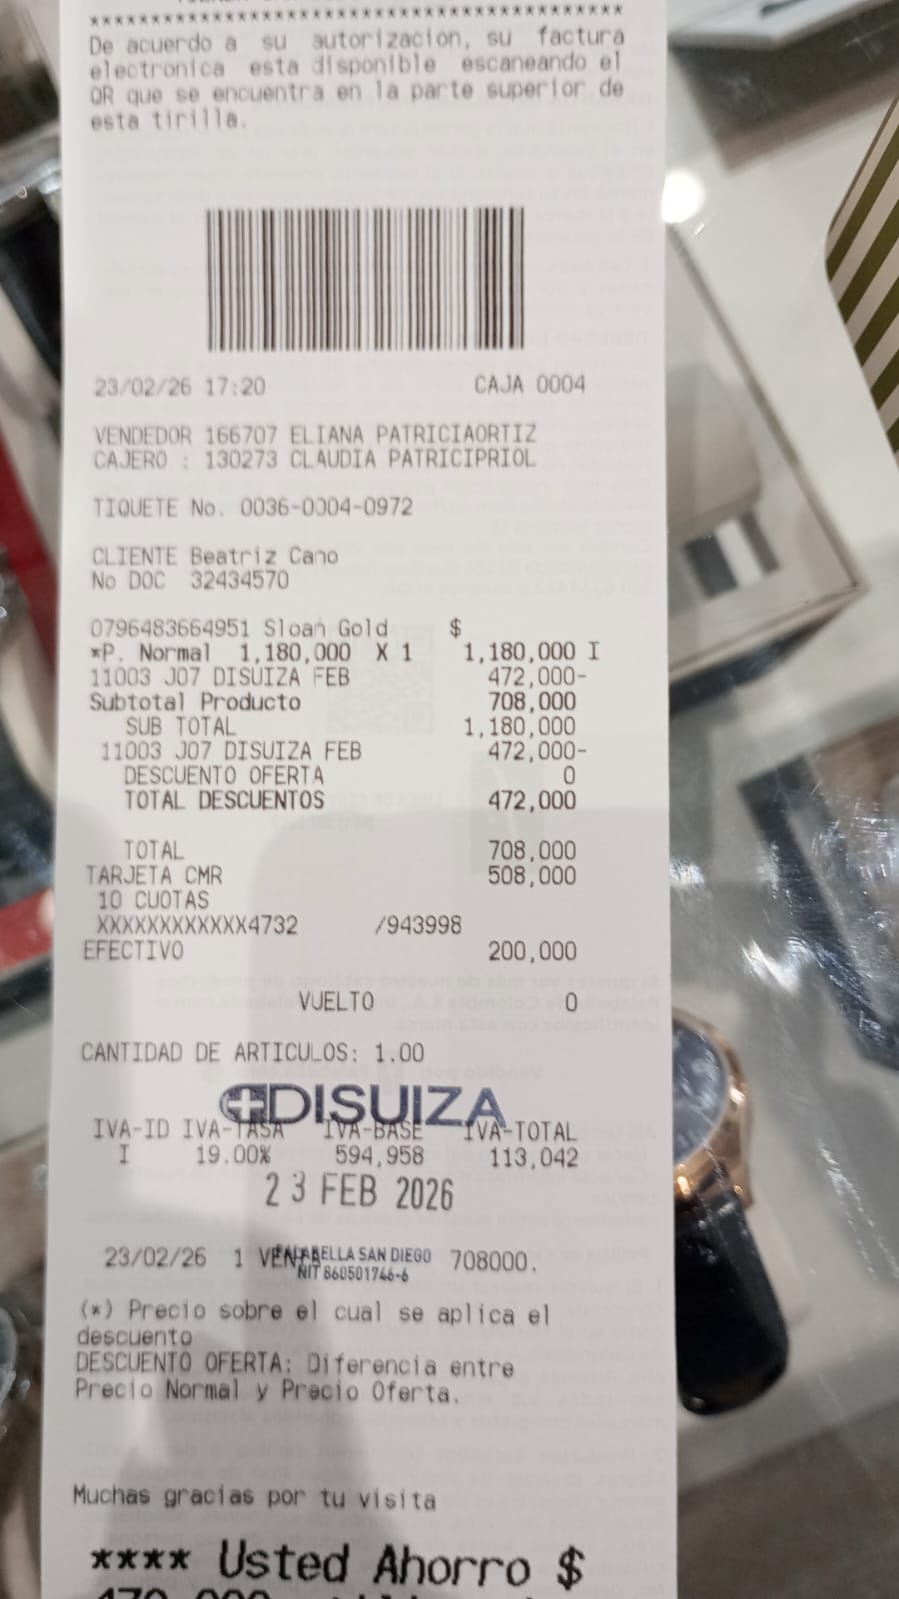 ******************************************
De acuerdo a su autorizacion, su factura
electronica esta disponible escaneando el
QR que se encuentra en la parte superior de
esta tirilla.
23/02/26 17:20 CAJA 0004
VENDEDOR 166707 ELIANA PATRICIAORTIZ
CAJERO : 130273 CLAUDIA PATRICIPRIOL
TIQUETE No. 0036-0004-0972
CLIENTE Beatriz Cano
No DOC 32434570
0796483664951 Sloan Gold $
*P. Normal 1,180,000 X 1 1,180,000 I
11003 J07 DISUIZA FEB 472,000-
Subtotal Producto 708,000
SUB TOTAL 1,180,000
11003 J07 DISUIZA FEB 472,000-
DESCUENTO OFERTA 0
TOTAL DESCUENTOS 472,000
TOTAL 708,000
TARJETA CMR 508,000
10 CUOTAS
XXXXXXXXXXXX4732 /943998
EFECTIVO 200,000
VUELTO 0
CANTIDAD DE ARTICULOS: 1.00
DISUIZA
IVA-ID IVA-TASA IVA-BASE IVA-TOTAL
I 19.00% 594,958 113,042
23 FEB 2026
23/02/26 1 708000.
FALABELLA SAN DIEGO
NIT 860501746-6
(*) Precio sobre el cual se aplica el
descuento
DESCUENTO OFERTA: Diferencia entre
Precio Normal y Precio Oferta.
Muchas gracias por tu visita
**** Usted Ahorro $